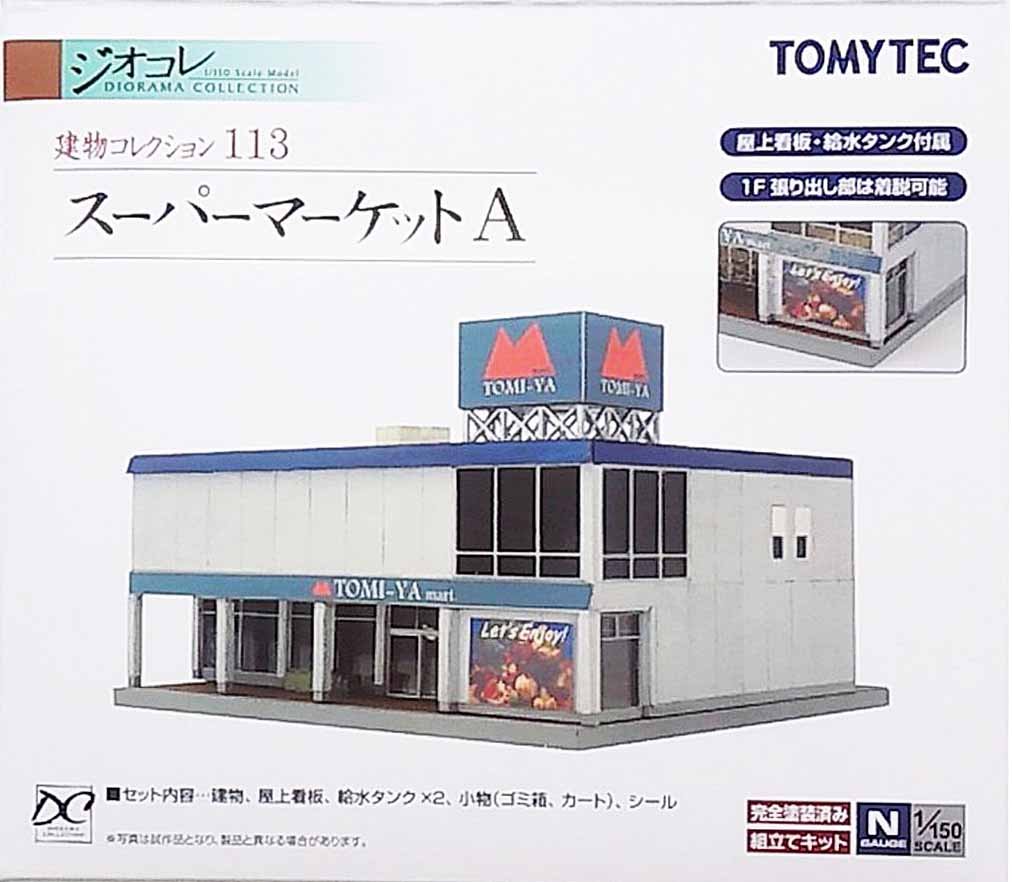 ジオコレ
1/150 Scale Model
DIORAMA COLLECTION
TOMYTEC
建物コレクション 113
スーパーマーケット A
屋上看板・給水タンク付属
1F 張り出し部は着脱可能
YA mart
Let's Enjoy!
TOMI-YA
TOMI-YA
TOMI-YA mart
Let's Enjoy!
DC
DIORAMA COLLECTION
■セット内容…建物、屋上看板、給水タンク×2、小物(ゴミ箱、カート)、シール
※写真は試作品となり、製品と異なる場合があります。
完全塗装済み
組立てキット
N GAUGE
1/150 SCALE